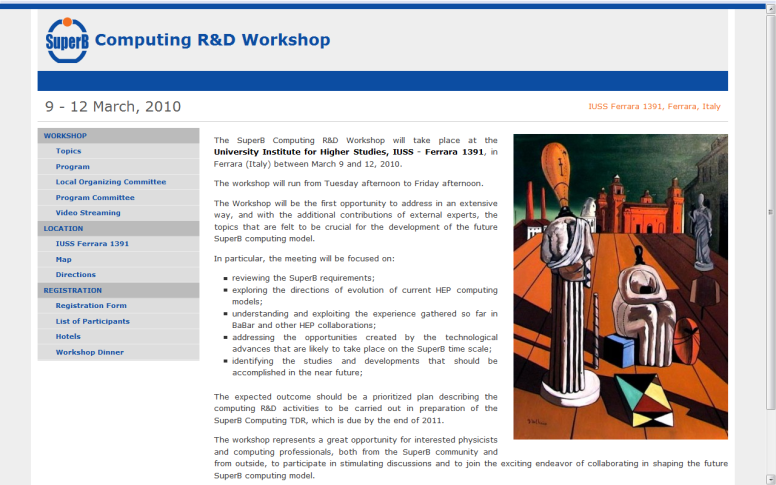 SuperB Computing R&D Workshop
9 - 12 March, 2010
IUSS Ferrara 1391, Ferrara, Italy
WORKSHOP
Topics
Program
Local Organizing Committee
Program Committee
Video Streaming
LOCATION
IUSS Ferrara 1391
Map
Directions
REGISTRATION
Registration Form
List of Participants
Hotels
Workshop Dinner
The SuperB Computing R&D Workshop will take place at the
University Institute for Higher Studies, IUSS - Ferrara 1391, in
Ferrara (Italy) between March 9 and 12, 2010.
The workshop will run from Tuesday afternoon to Friday afternoon.
The Workshop will be the first opportunity to address in an extensive
way, and with the additional contributions of external experts, the
topics that are felt to be crucial for the development of the future
SuperB computing model.
In particular, the meeting will be focused on:
reviewing the SuperB requirements;
exploring the directions of evolution of current HEP computing
models;
understanding and exploiting the experience gathered so far in
BaBar and other HEP collaborations;
addressing the opportunities created by the technological
advances that are likely to take place on the SuperB time scale;
identifying the studies and developments that should be
accomplished in the near future;
The expected outcome should be a prioritized plan describing the
computing R&D activities to be carried out in preparation of the
SuperB Computing TDR, which is due by the end of 2011.
The workshop represents a great opportunity for interested physicists
and computing professionals, both from the SuperB community and
from outside, to participate in stimulating discussions and to join the exciting endeavor of collaborating in shaping the future
SuperB computing model.